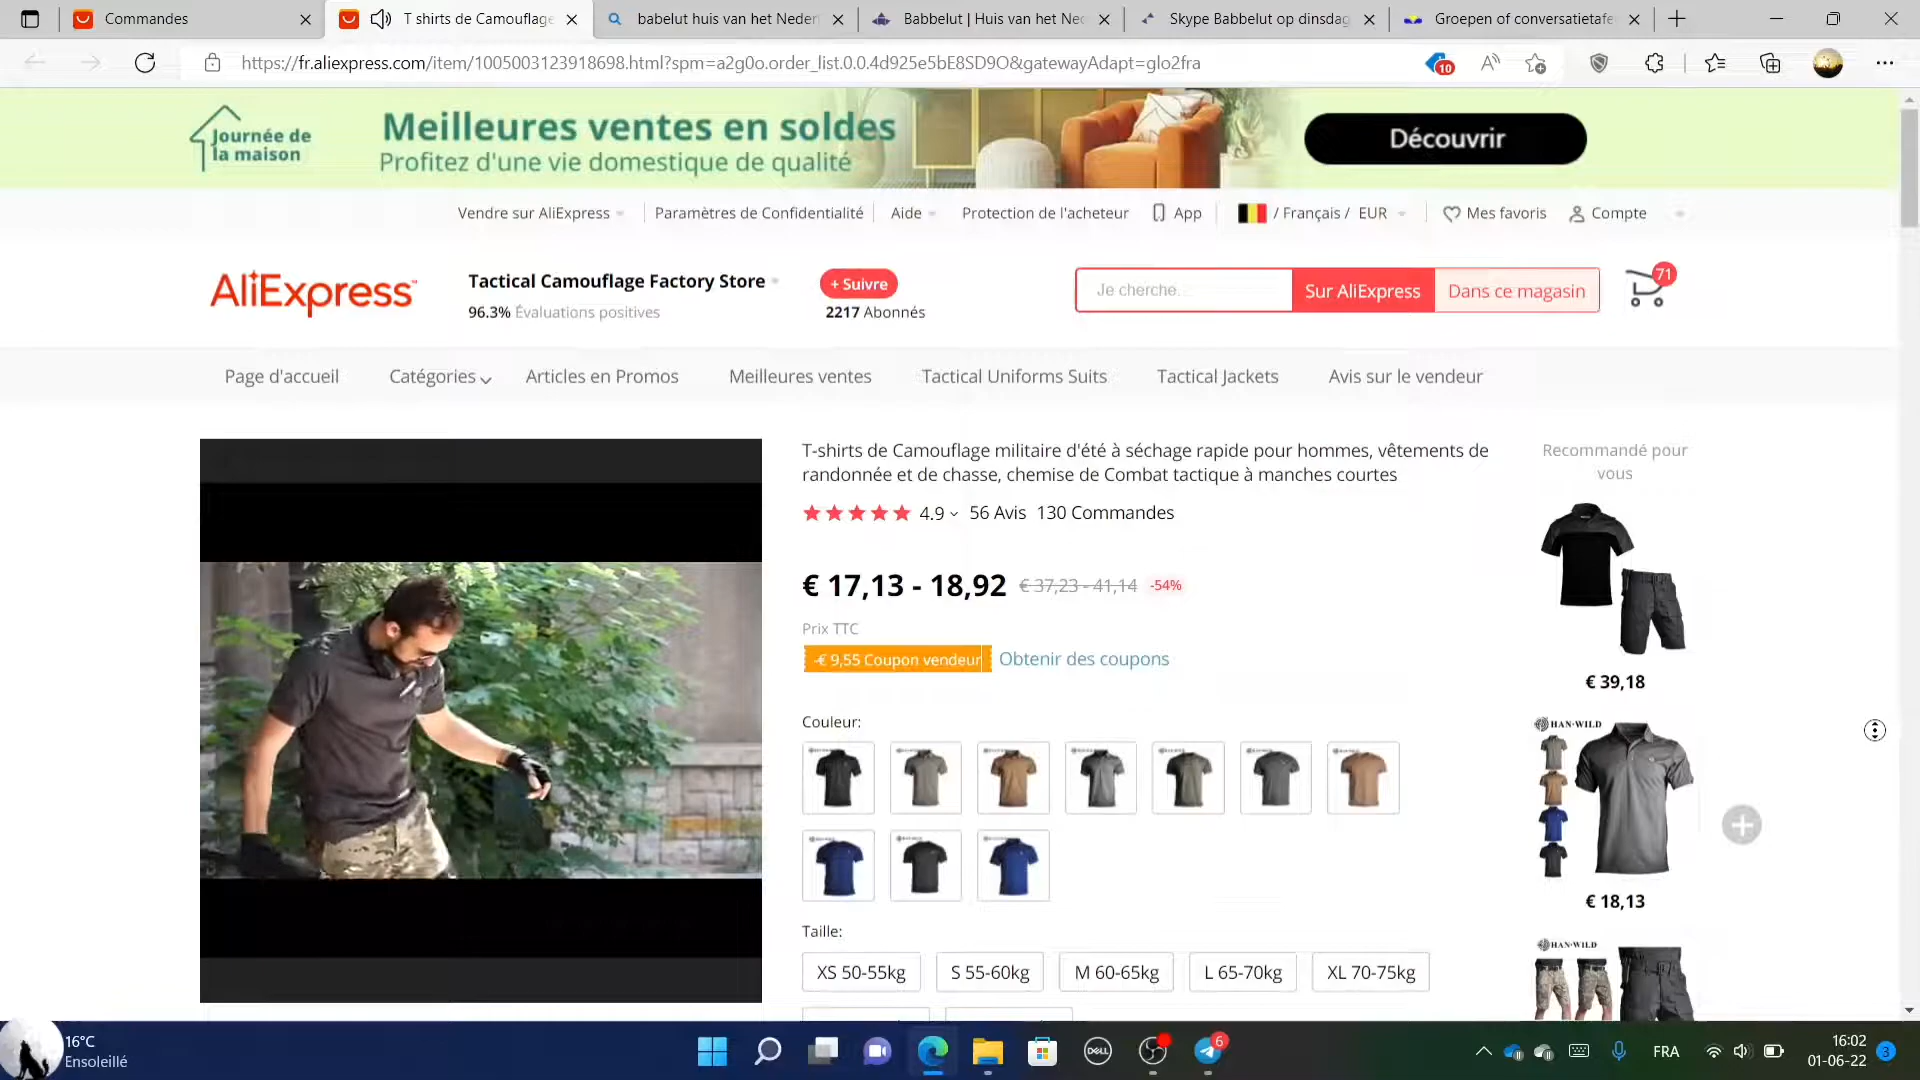 Commandes
T shirts de Camouflage
babelut huis van het Neder
Babbelut | Huis van het Ned
Skype Babbelut op dinsdag
Groepen of conversatietafe
https://fr.aliexpress.com/item/1005003123918698.html?spm=a2g0o.order_list.0.0.4d925e5bE8SD9O&gatewayAdapt=glo2fra
10
Journée de
la maison
Meilleures ventes en soldes
Profitez d'une vie domestique de qualité
Découvrir
Vendre sur AliExpress
Paramètres de Confidentialité
Aide
Protection de l'acheteur
App
/ Français / EUR
Mes favoris
Compte
AliExpress
Tactical Camouflage Factory Store
96.3% Évaluations positives
+ Suivre
2217 Abonnés
Je cherche...
Sur AliExpress
Dans ce magasin
71
Page d'accueil
Catégories
Articles en Promos
Meilleures ventes
Tactical Uniforms Suits
Tactical Jackets
Avis sur le vendeur
T-shirts de Camouflage militaire d'été à séchage rapide pour hommes, vêtements de
randonnée et de chasse, chemise de Combat tactique à manches courtes
4.9 56 Avis 130 Commandes
€ 17,13 - 18,92 € 37,23 - 41,14 -54%
Prix TTC
-€ 9,55 Coupon vendeur Obtenir des coupons
Couleur:
Taille:
XS 50-55kg
S 55-60kg
M 60-65kg
L 65-70kg
XL 70-75kg
Recommandé pour
vous
€ 39,18
HAN·WILD
€ 18,13
HAN·WILD
16°C
Ensoleillé
DELL
6
FRA
16:02
01-06-22
3